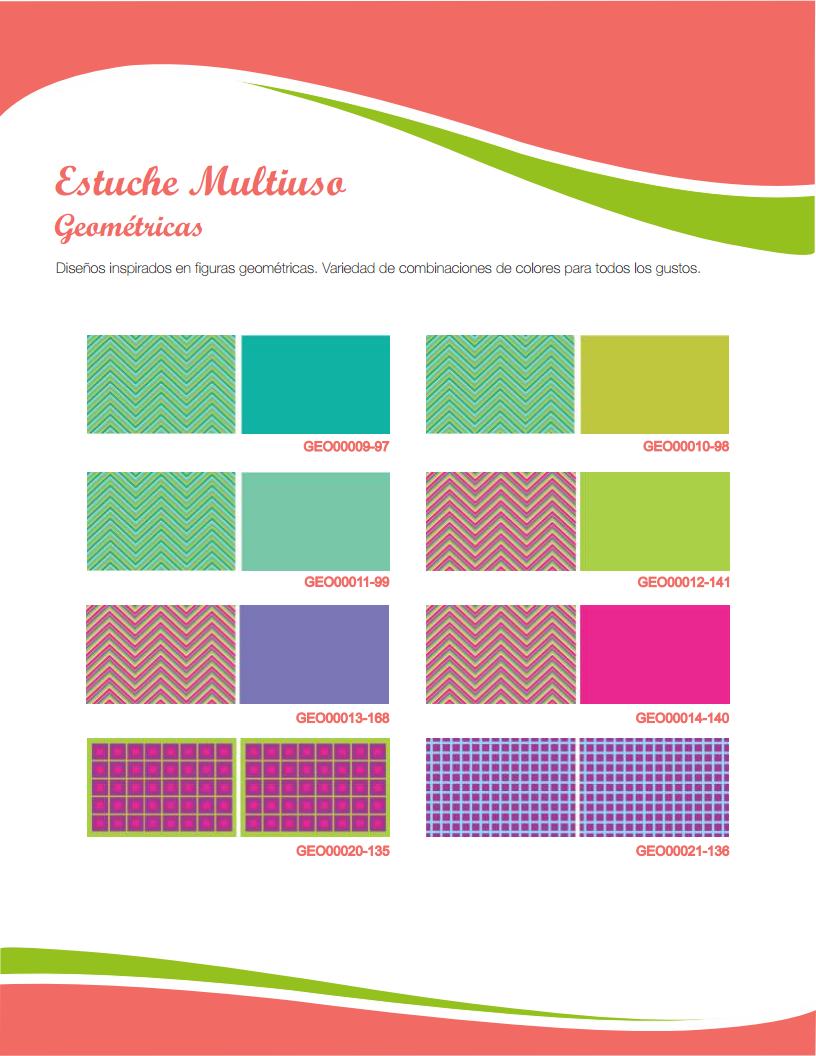 Estuche Multiuso
Geométricas
Diseños inspirados en figuras geométricas. Variedad de combinaciones de colores para todos los gustos.
GEO00009-97
GEO00010-98
GEO00011-99
GEO00012-141
GEO00013-168
GEO00014-140
GEO00020-135
GEO00021-136